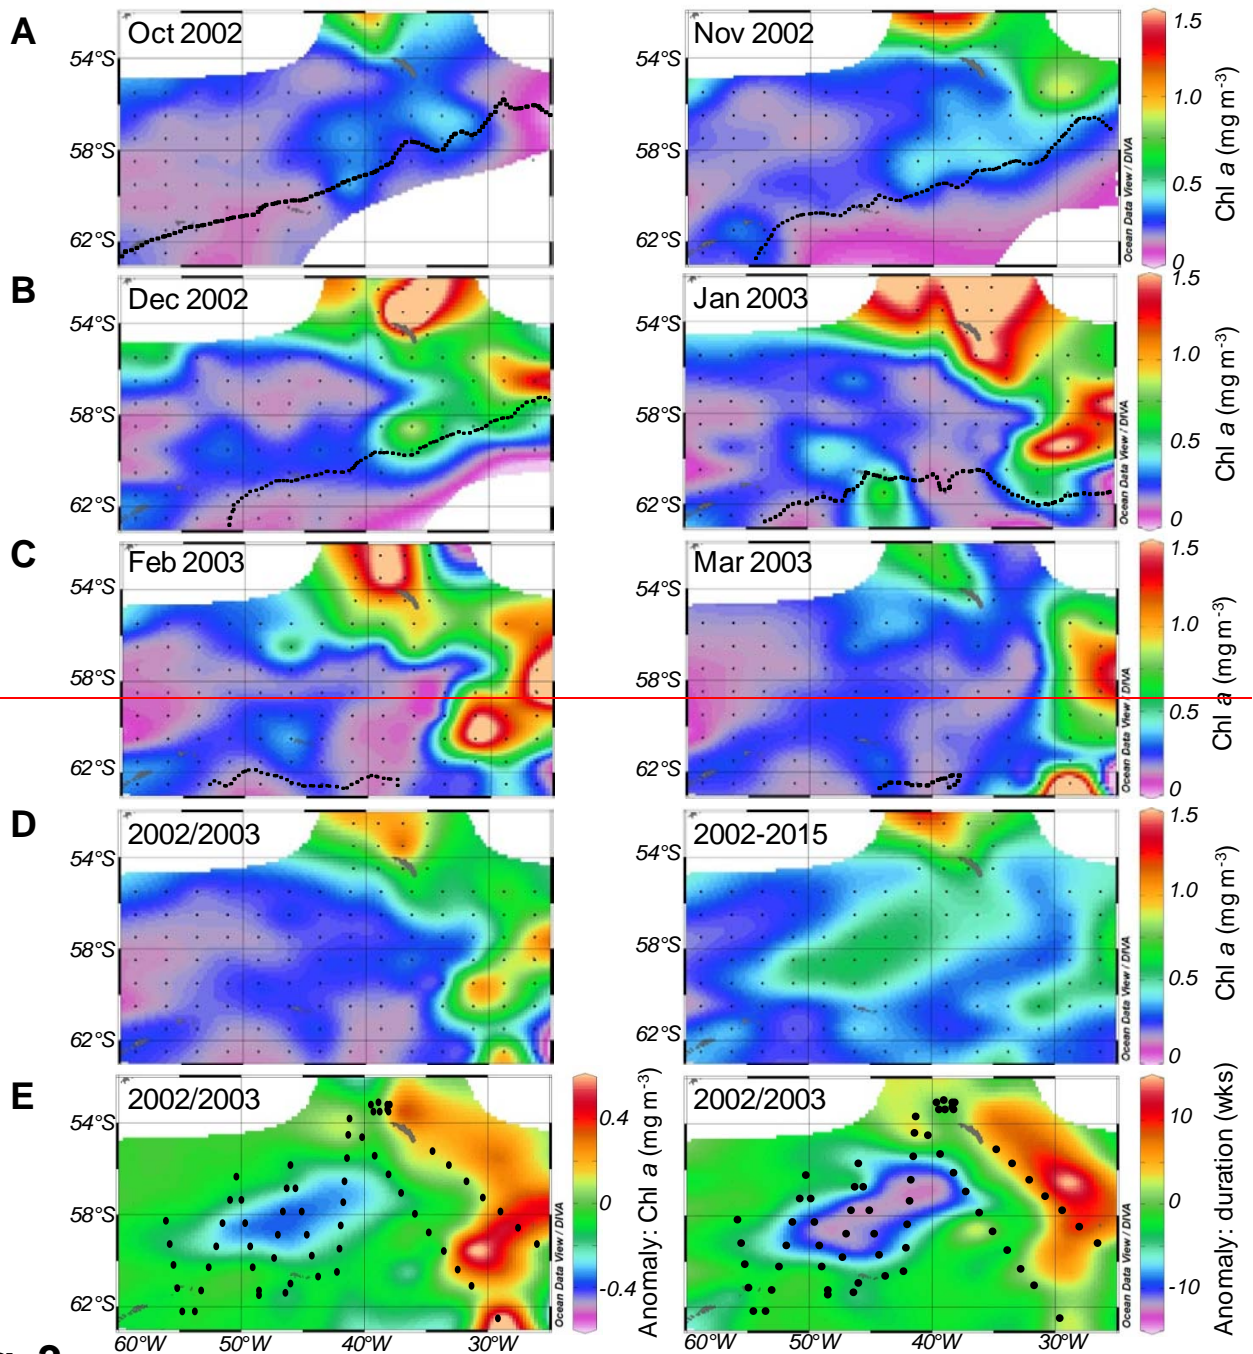 A
Oct 2002
Nov 2002
54°S
58°S
62°S
54°S
58°S
62°S
1.5
1.0
0.5
0
Chl a (mg m-3)
Ocean Data View / DIVA
B
Dec 2002
Jan 2003
54°S
58°S
62°S
54°S
58°S
62°S
1.5
1.0
0.5
0
Chl a (mg m-3)
Ocean Data View / DIVA
C
Feb 2003
Mar 2003
54°S
58°S
62°S
54°S
58°S
62°S
1.5
1.0
0.5
0
Chl a (mg m-3)
Ocean Data View / DIVA
D
2002/2003
2002-2015
54°S
58°S
62°S
54°S
58°S
62°S
1.5
1.0
0.5
0
Chl a (mg m-3)
Ocean Data View / DIVA
E
2002/2003
2002/2003
54°S
58°S
62°S
0.4
0
-0.4
Anomaly: Chl a (mg m-3)
Ocean Data View / DIVA
54°S
58°S
62°S
10
0
-10
Anomaly: duration (wks)
Ocean Data View / DIVA
60°W
50°W
40°W
30°W
60°W
50°W
40°W
30°W